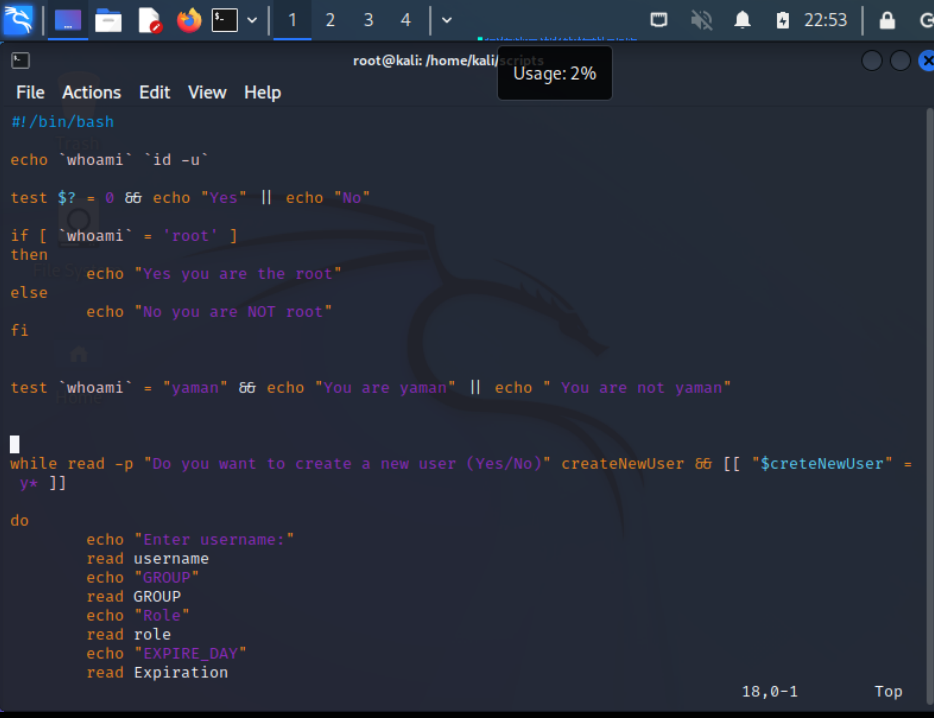 1 2 3 4 22:53
root@kali: /home/kali/scripts
Usage: 2%
File Actions Edit View Help
#!/bin/bash
echo `whoami` `id -u`
test $? = 0 && echo "Yes" || echo "No"
if [ `whoami` = 'root' ]
then
echo "Yes you are the root"
else
echo "No you are NOT root"
fi
test `whoami` = "yaman" && echo "You are yaman" || echo " You are not yaman"
while read -p "Do you want to create a new user (Yes/No)" createNewUser && [[ "$creteNewUser" =
y* ]]
do
echo "Enter username:"
read username
echo "GROUP"
read GROUP
echo "Role"
read role
echo "EXPIRE_DAY"
read Expiration
18,0-1 Top